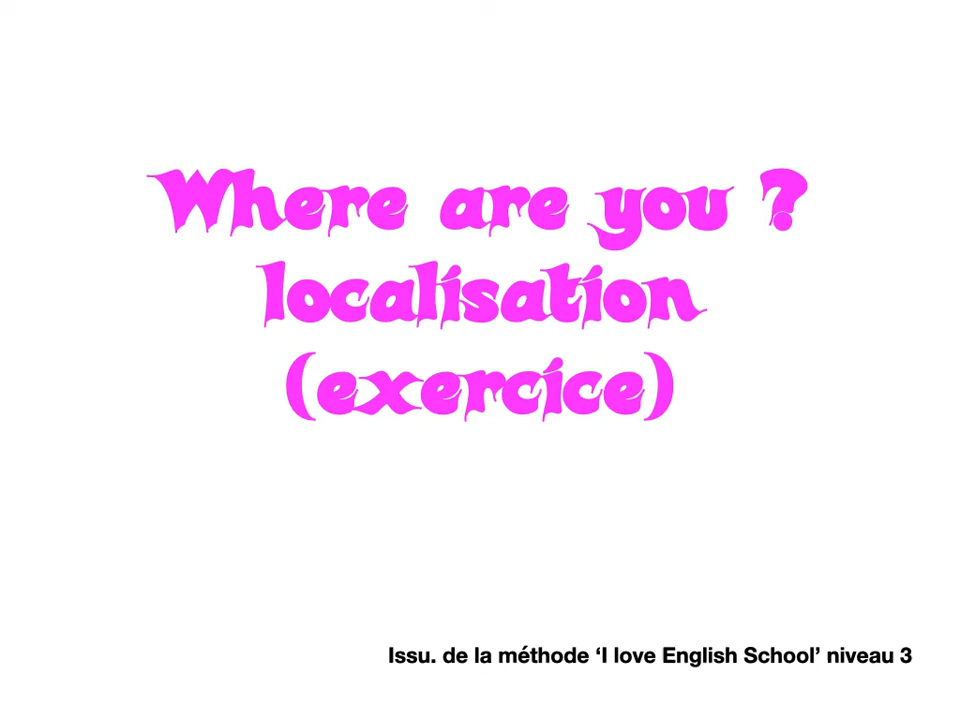 Where are you ?
localisation
(exercice)
Issu. de la méthode ‘I love English School’ niveau 3